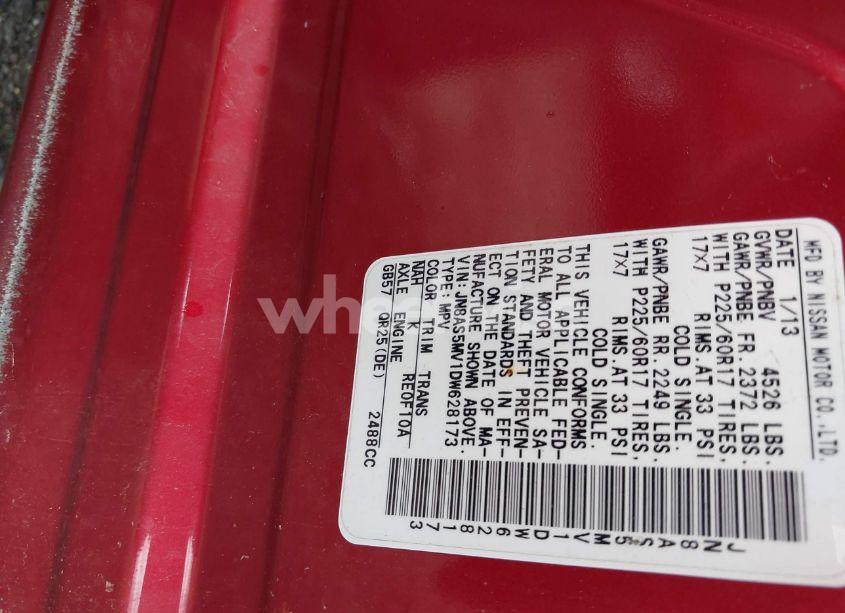 MFD BY NISSAN MOTOR CO.,LTD.
DATE 1/13
GVWR/PNBV 4526 LBS.
GAWR/PNBE FR 2372 LBS.
WITH P225/60R17 TIRES,
17X7 RIMS.AT 33 PSI
COLD SINGLE.
GAWR/PNBE RR. 2249 LBS.
WITH P225/60R17 TIRES,
17X7 RIMS.AT 33 PSI
COLD SINGLE.
THIS VEHICLE CONFORMS
TO ALL APPLICABLE FED-
ERAL MOTOR VEHICLE SA-
FETY AND THEFT PREVEN-
TION STANDARDS IN EFF-
ECT ON THE DATE OF MA-
NUFACTURE SHOWN ABOVE.
VIN: JN8AS5MV1DW628173
TYPE: MPV
COLOR TRIM TRANS
NAH K RE0F10A
AXLE ENGINE
GB57 QR25(DE) 2488CC
JN8AS5MV1DW628173